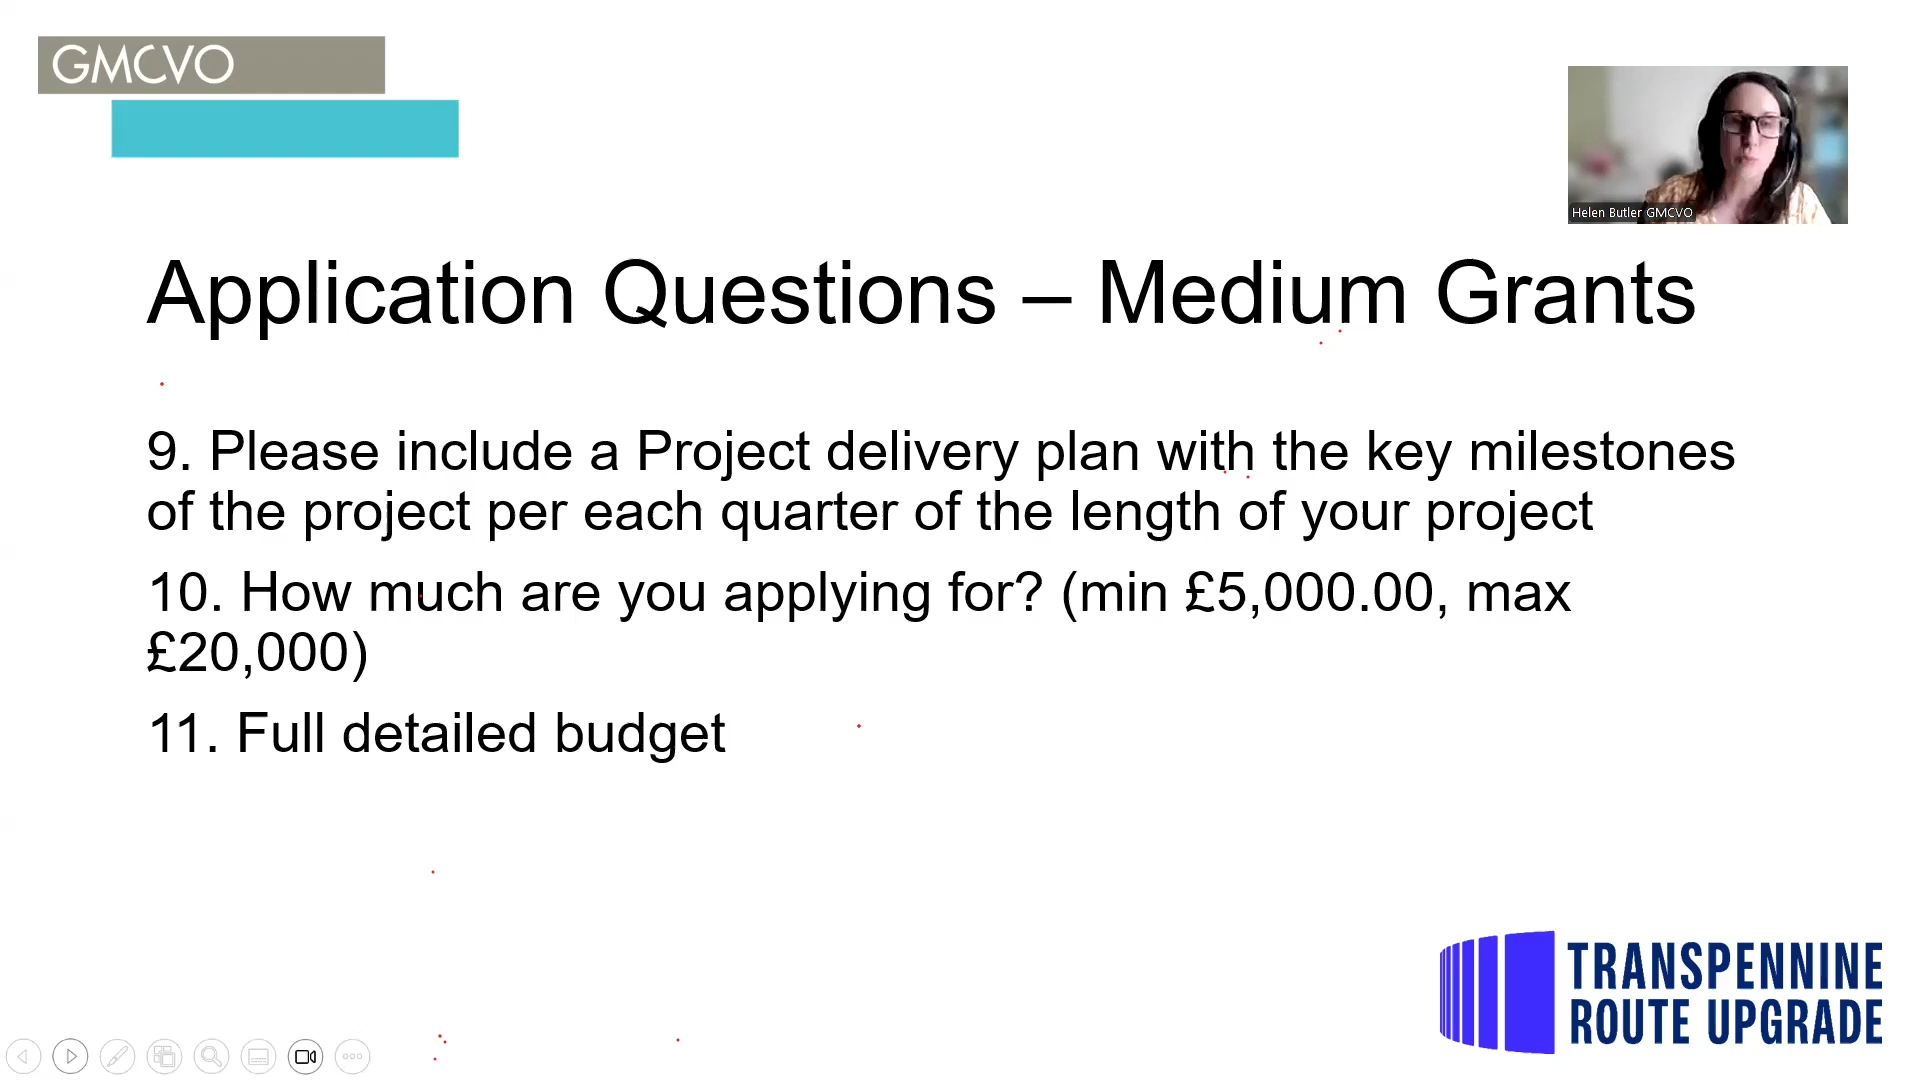 GMCVO
Helen Butler GMCVO
Application Questions – Medium Grants
9. Please include a Project delivery plan with the key milestones
of the project per each quarter of the length of your project
10. How much are you applying for? (min £5,000.00, max
£20,000)
11. Full detailed budget
TRANSPENNINE
ROUTE UPGRADE